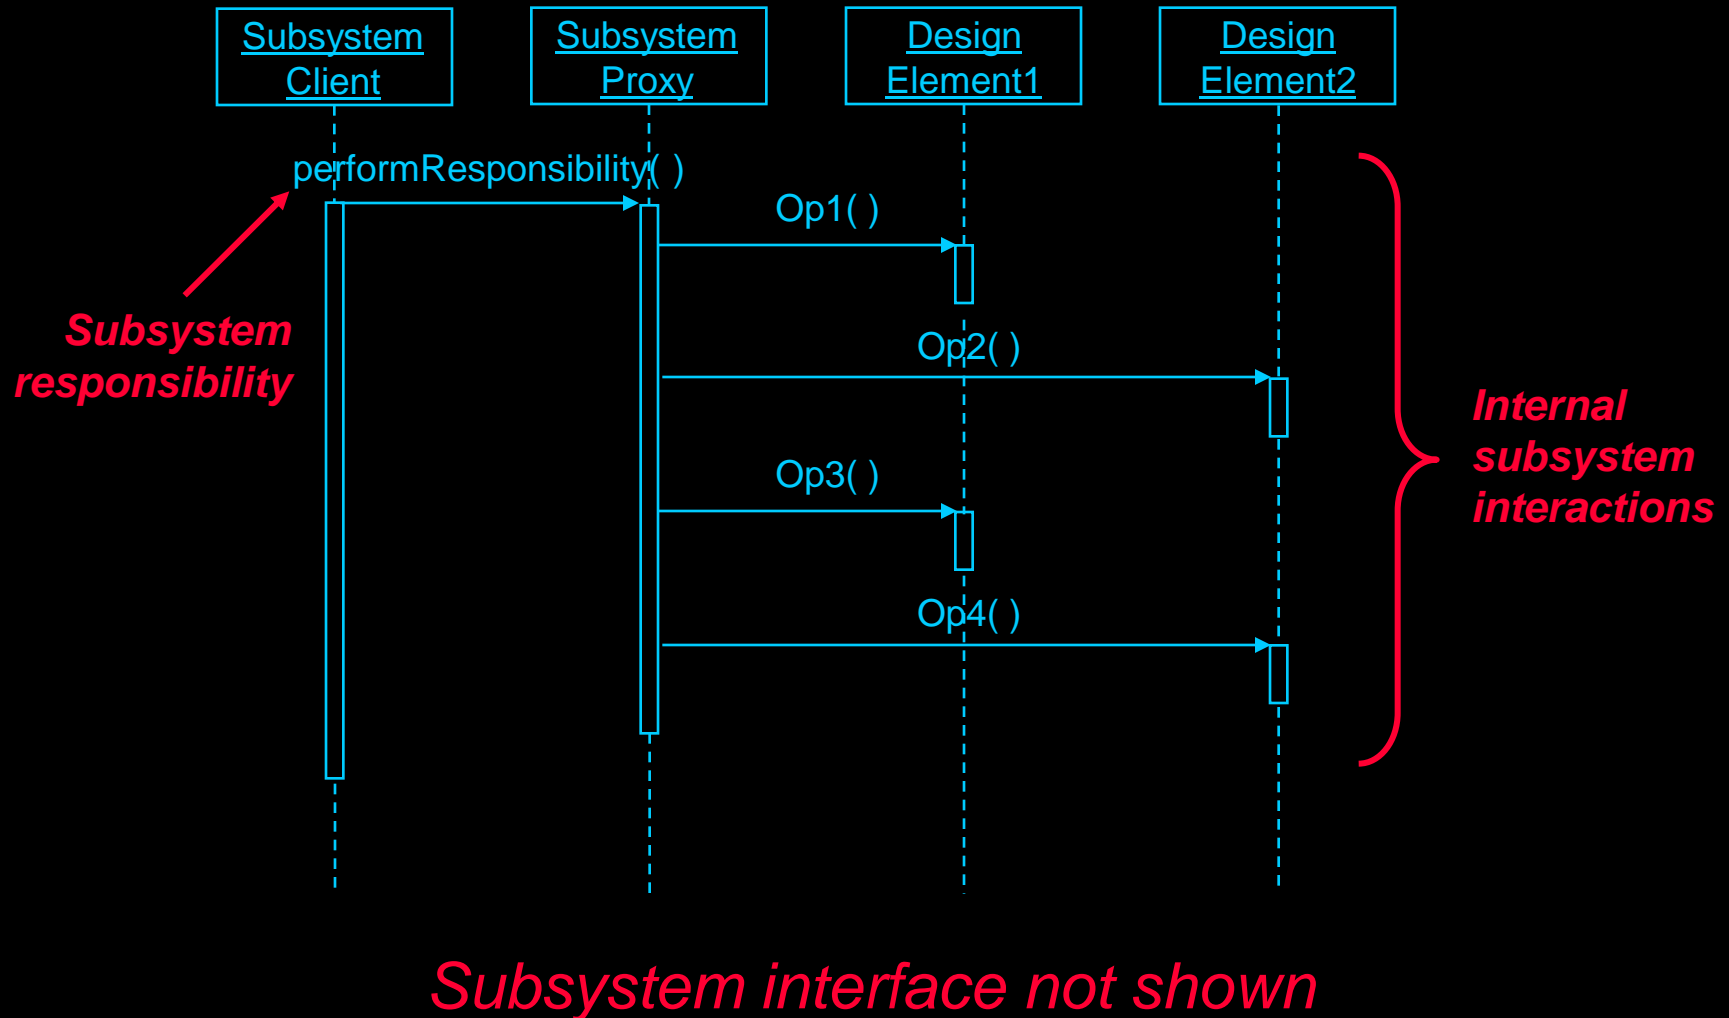 Subsystem
Client
Subsystem
Proxy
Design
Element1
Design
Element2
performResponsibility( )
Op1( )
Subsystem
responsibility
Op2( )
Internal
subsystem
interactions
Op3( )
Op4( )
Subsystem interface not shown